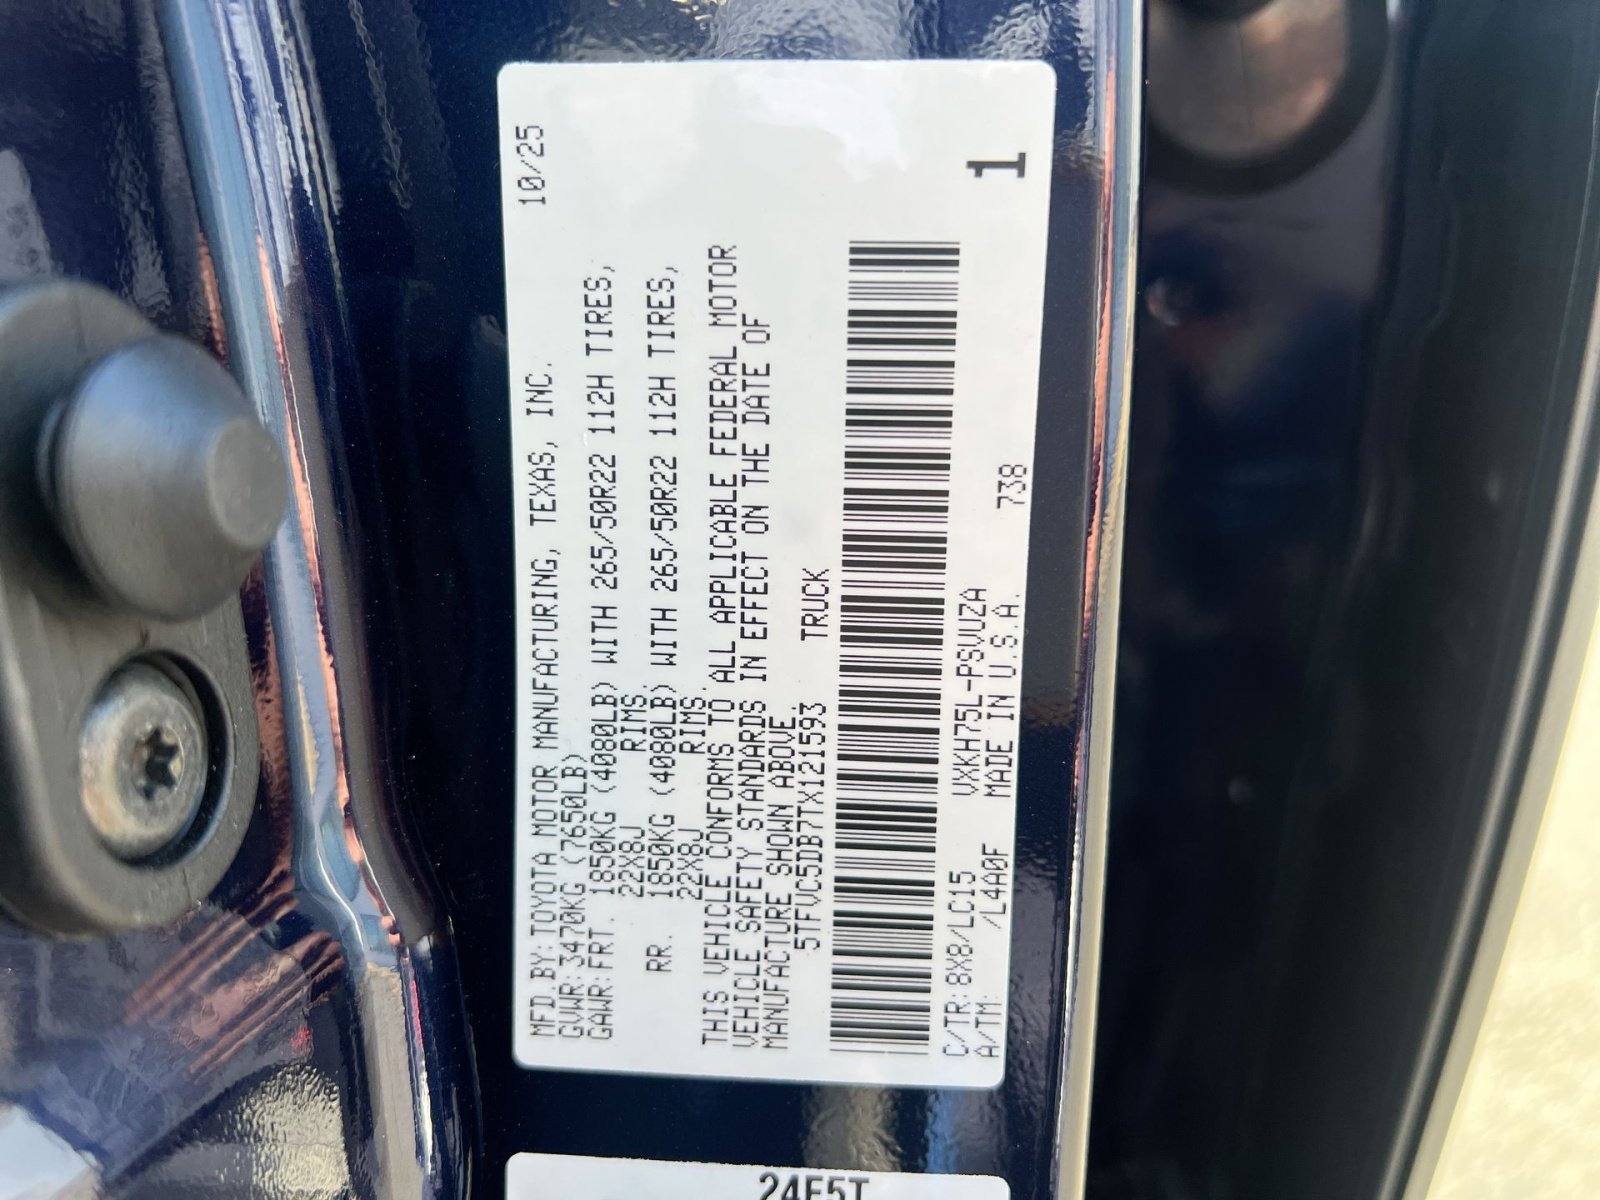 MFD.BY:TOYOTA MOTOR MANUFACTURING, TEXAS, INC. 10/25
GVWR:3470KG (7650LB)
GAWR:FRT. 1850KG (4080LB) WITH 265/50R22 112H TIRES,
22X8J RIMS
RR. 1850KG (4080LB) WITH 265/50R22 112H TIRES,
22X8J RIMS.
THIS VEHICLE CONFORMS TO ALL APPLICABLE FEDERAL MOTOR
VEHICLE SAFETY STANDARDS IN EFFECT ON THE DATE OF
MANUFACTURE SHOWN ABOVE.
5TFVC5DB7TX121593 TRUCK
C/TR:8X8/LC15 VXKH75L-PSVUZA
A/TM: /L4A0F MADE IN U.S.A. 738
1
24F5T